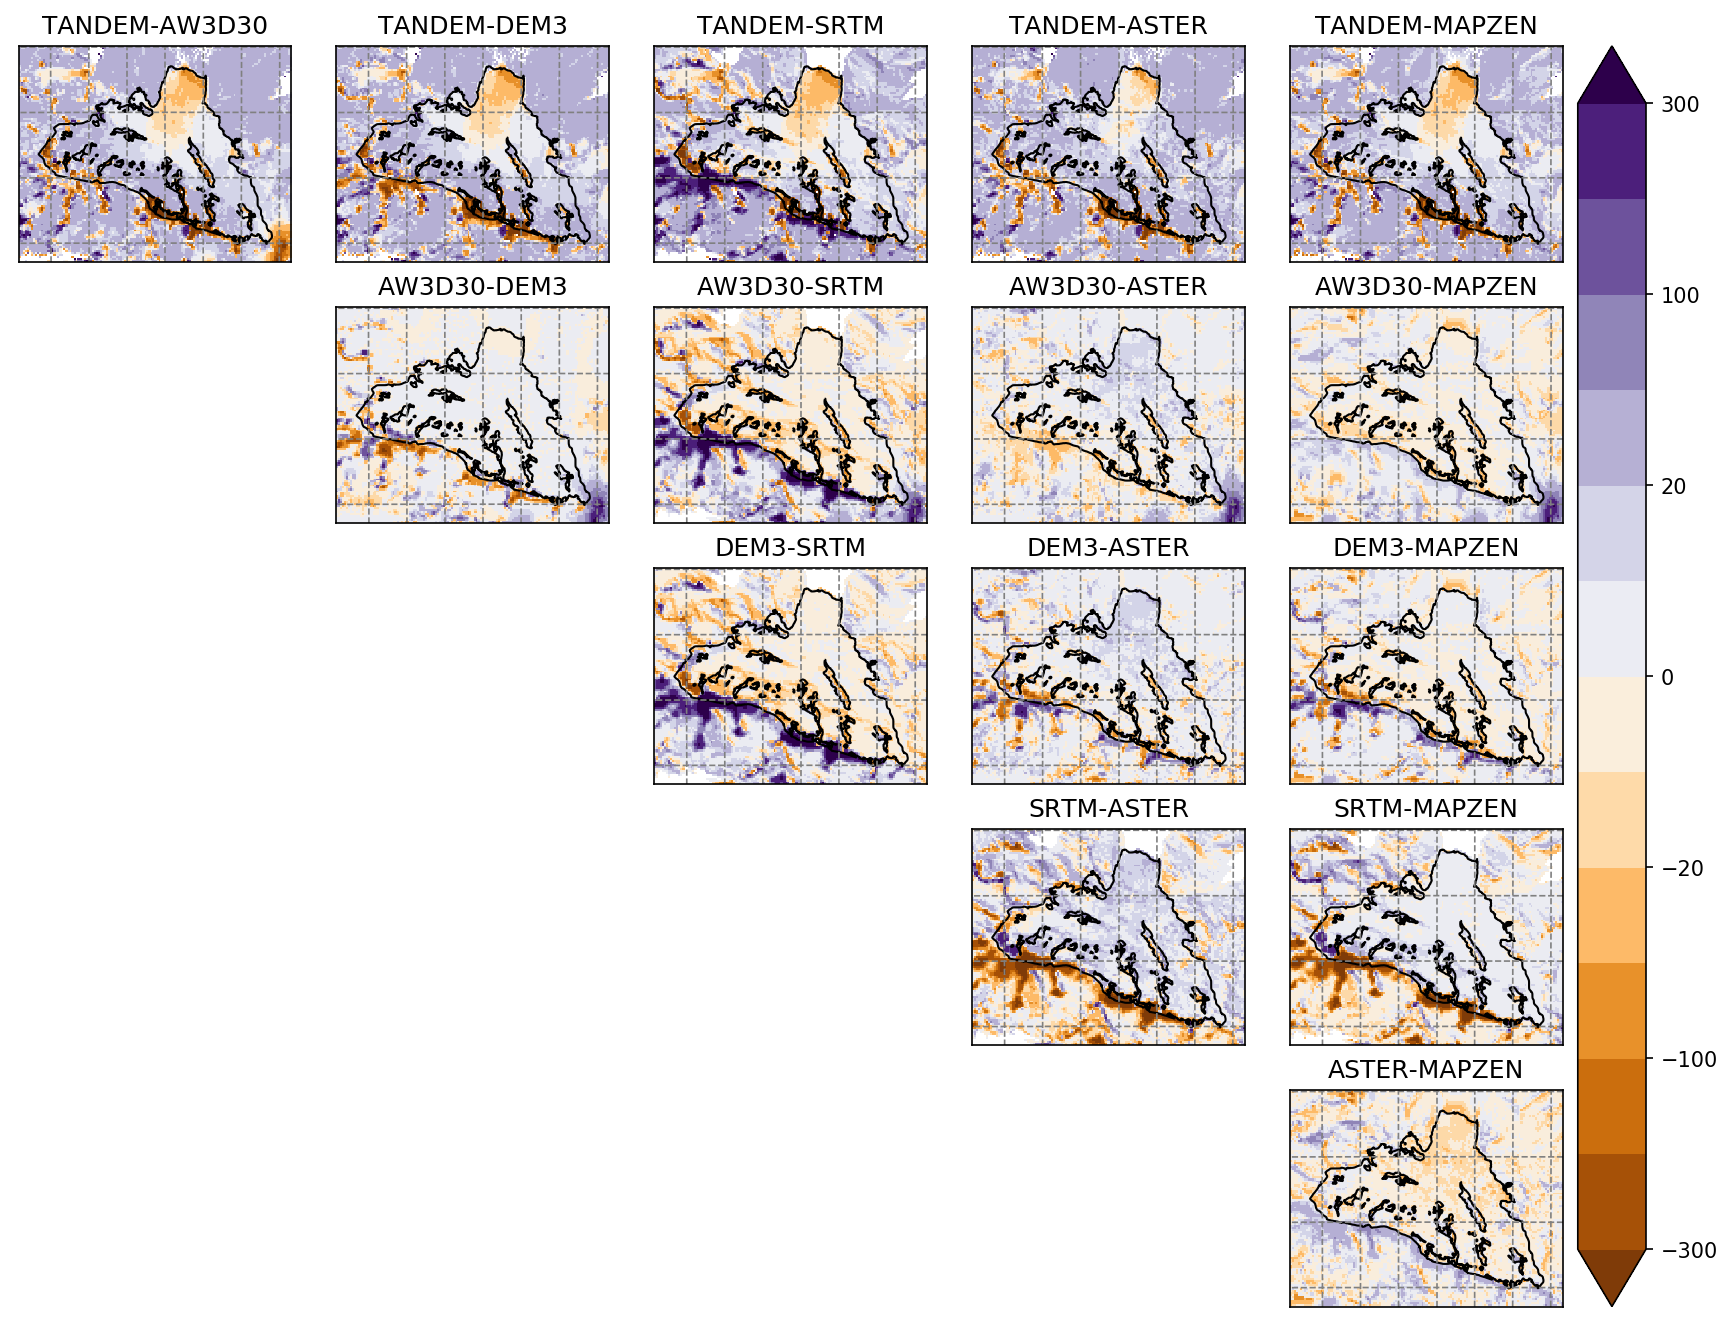 TANDEM-AW3D30
TANDEM-DEM3
TANDEM-SRTM
TANDEM-ASTER
TANDEM-MAPZEN
AW3D30-DEM3
AW3D30-SRTM
AW3D30-ASTER
AW3D30-MAPZEN
DEM3-SRTM
DEM3-ASTER
DEM3-MAPZEN
SRTM-ASTER
SRTM-MAPZEN
ASTER-MAPZEN
300
100
20
0
−20
−100
−300